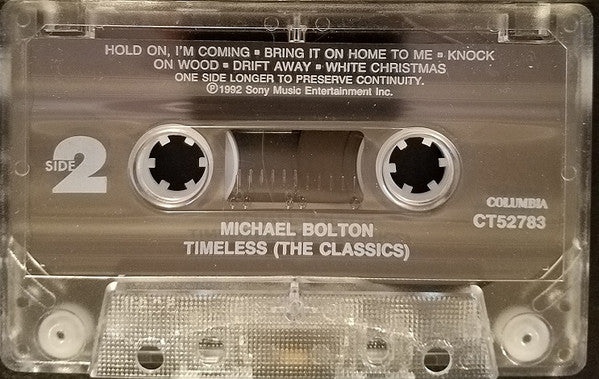 HOLD ON, I'M COMING ▪ BRING IT ON HOME TO ME ▪ KNOCK
ON WOOD ▪ DRIFT AWAY ▪ WHITE CHRISTMAS
ONE SIDE LONGER TO PRESERVE CONTINUITY.
℗1992 Sony Music Entertainment Inc.
SIDE 2
COLUMBIA
CT52783
MICHAEL BOLTON
TIMELESS (THE CLASSICS)